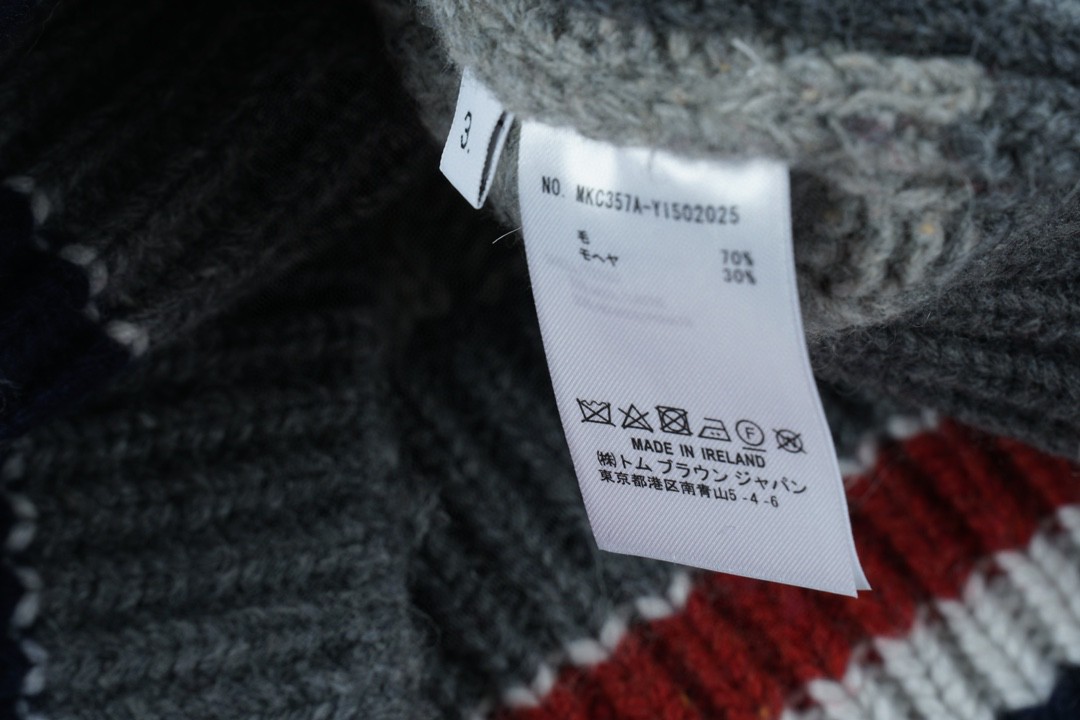 3.
NO. MKC357A-Y1502025
毛 70%
モヘヤ 30%
F
W
MADE IN IRELAND
㈱トム ブラウン ジャパン
東京都港区南青山5-4-6